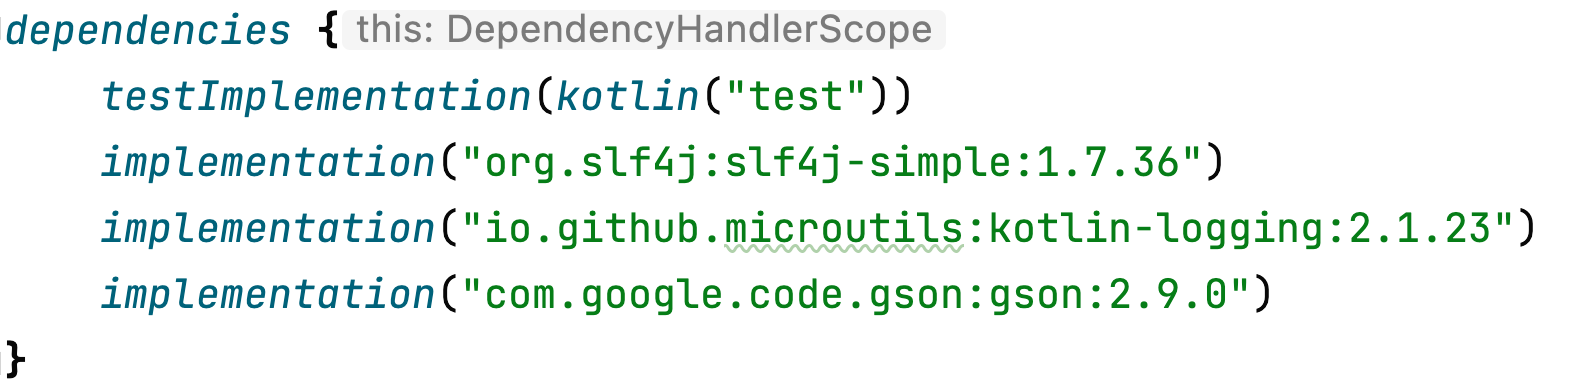 dependencies { this: DependencyHandlerScope
testImplementation(kotlin("test"))
implementation("org.slf4j:slf4j-simple:1.7.36")
implementation("io.github.microutils:kotlin-logging:2.1.23")
implementation("com.google.code.gson:gson:2.9.0")
}